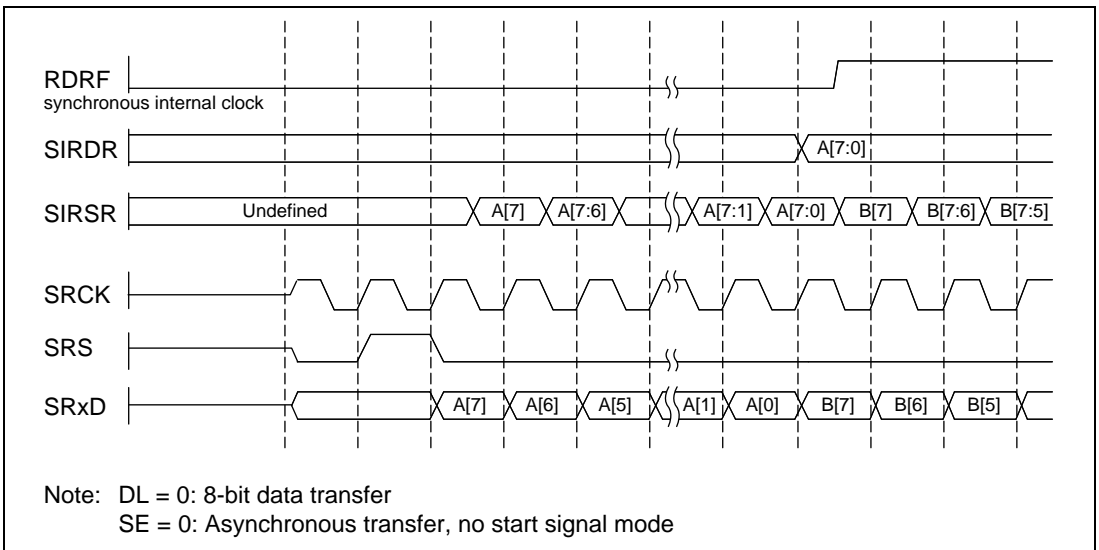 RDRF
synchronous internal clock
SIRDR A[7:0]
SIRSR Undefined A[7] A[7:6] A[7:1] A[7:0] B[7] B[7:6] B[7:5]
SRCK
SRS
SRxD A[7] A[6] A[5] A[1] A[0] B[7] B[6] B[5]
Note: DL = 0: 8-bit data transfer
SE = 0: Asynchronous transfer, no start signal mode